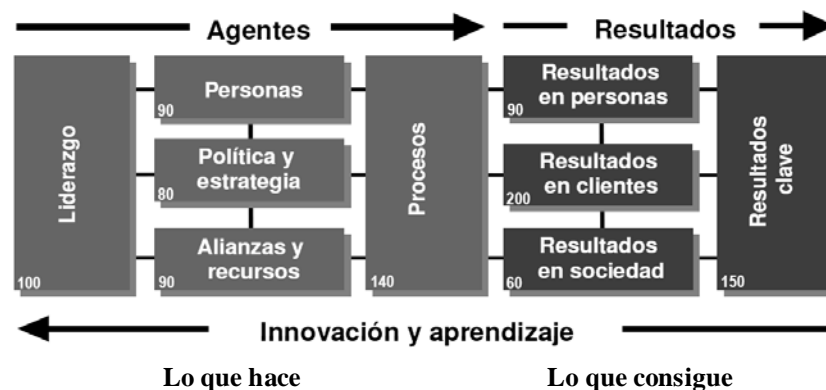 Agentes
Resultados
Liderazgo
100
Personas
90
Política y
estrategia
80
Alianzas y
recursos
90
Procesos
140
Resultados
en personas
90
Resultados
en clientes
200
Resultados
en sociedad
60
Resultados
clave
150
Innovación y aprendizaje
Lo que hace
Lo que consigue